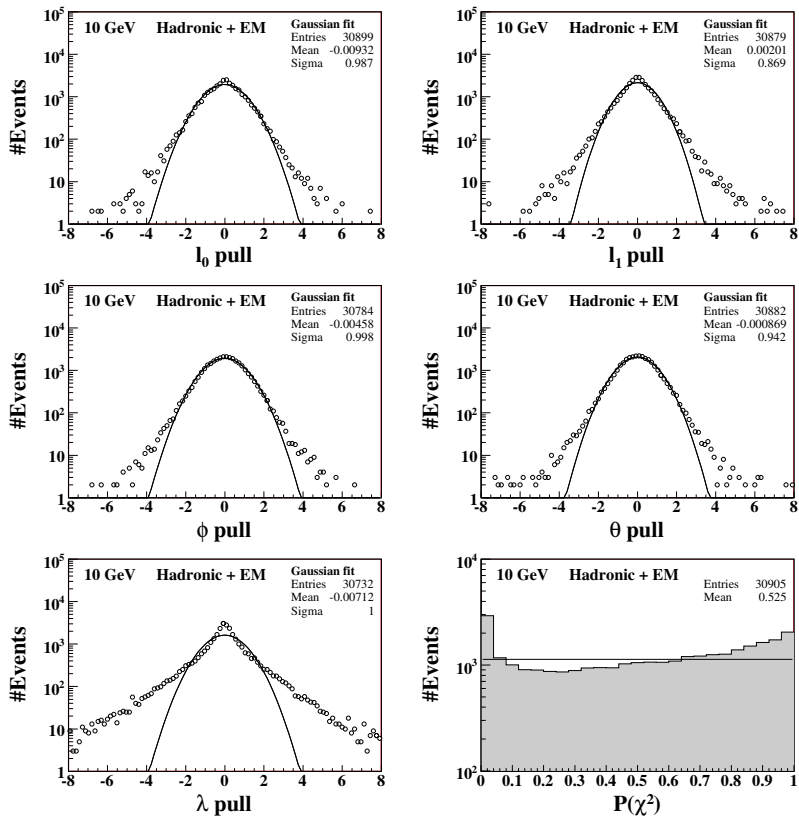 10 GeV Hadronic + EM
Gaussian fit
Entries 30899
Mean -0.00932
Sigma 0.987
#Events
10⁵
10⁴
10³
10²
10
1
-8 -6 -4 -2 0 2 4 6 8
l₀ pull
10 GeV Hadronic + EM
Gaussian fit
Entries 30879
Mean 0.00201
Sigma 0.869
#Events
10⁵
10⁴
10³
10²
10
1
-8 -6 -4 -2 0 2 4 6 8
l₁ pull
10 GeV Hadronic + EM
Gaussian fit
Entries 30784
Mean -0.00458
Sigma 0.998
#Events
10⁵
10⁴
10³
10²
10
1
-8 -6 -4 -2 0 2 4 6 8
ϕ pull
10 GeV Hadronic + EM
Gaussian fit
Entries 30882
Mean -0.000869
Sigma 0.942
#Events
10⁵
10⁴
10³
10²
10
1
-8 -6 -4 -2 0 2 4 6 8
θ pull
10 GeV Hadronic + EM
Gaussian fit
Entries 30732
Mean -0.00712
Sigma 1
#Events
10⁵
10⁴
10³
10²
10
1
-8 -6 -4 -2 0 2 4 6 8
λ pull
10 GeV Hadronic + EM
Entries 30905
Mean 0.525
#Events
10⁴
10³
10²
0 0.1 0.2 0.3 0.4 0.5 0.6 0.7 0.8 0.9 1
P(χ²)